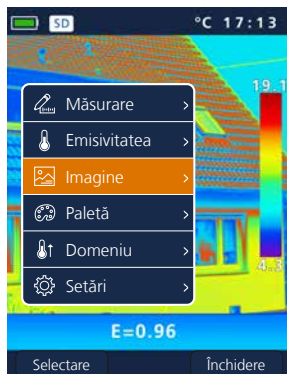 SD °C 17:13
19.1
Măsurare
Emisivitatea
Imagine
Paletă
Domeniu
4.3
Setări
E=0.96
Selectare Închidere